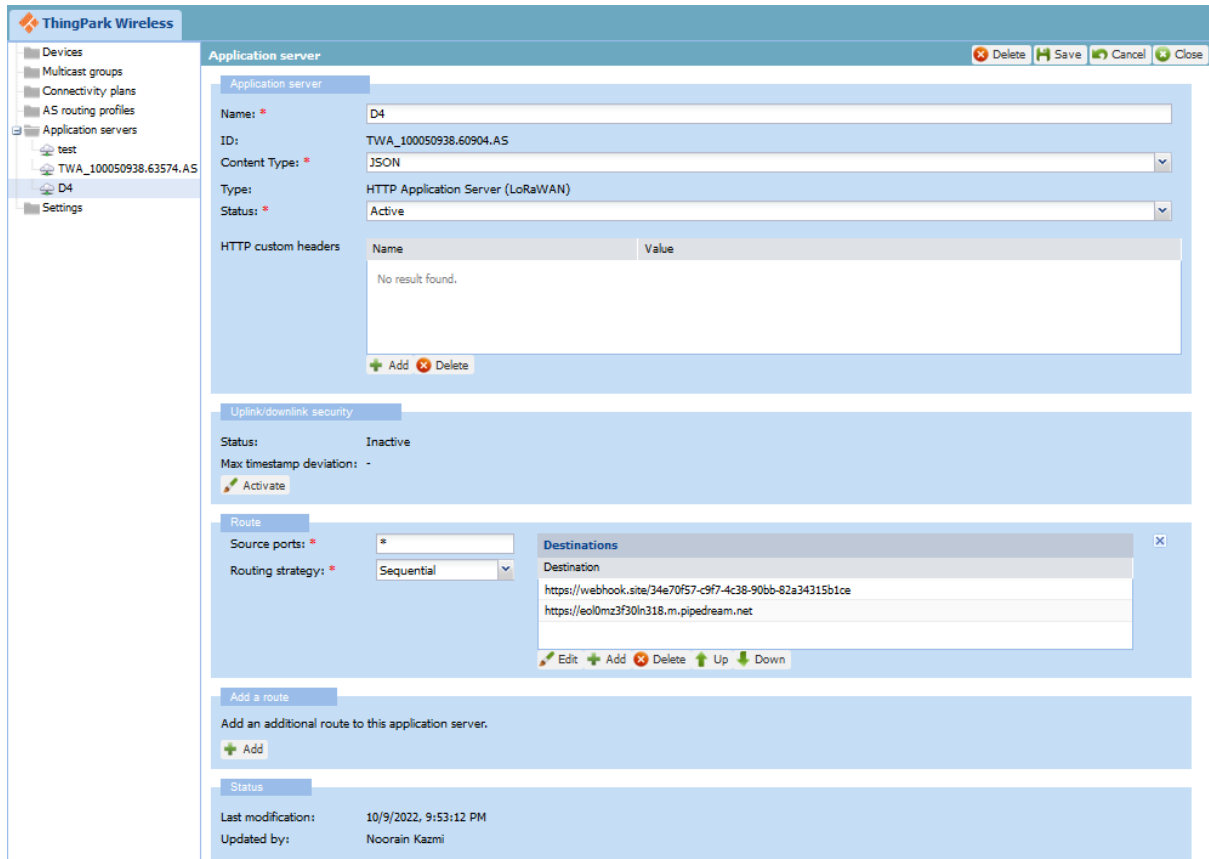 ThingPark Wireless
Devices
Multicast groups
Connectivity plans
AS routing profiles
Application servers
test
TWA_100050938.63574.AS
D4
Settings
Application server
Delete
Save
Cancel
Close
Application server
Name: * D4
ID: TWA_100050938.60904.AS
Content Type: * JSON
Type: HTTP Application Server (LoRaWAN)
Status: * Active
HTTP custom headers
Name Value
No result found.
Add Delete
Uplink/downlink security
Status: Inactive
Max timestamp deviation: -
Activate
Route
Source ports: * *
Routing strategy: * Sequential
Destinations
Destination
https://webhook.site/34e70f57-c9f7-4c38-90bb-82a34315b1ce
https://eol0mz3f30ln318.m.pipedream.net
Edit Add Delete Up Down
Add a route
Add an additional route to this application server.
Add
Status
Last modification: 10/9/2022, 9:53:12 PM
Updated by: Noorain Kazmi